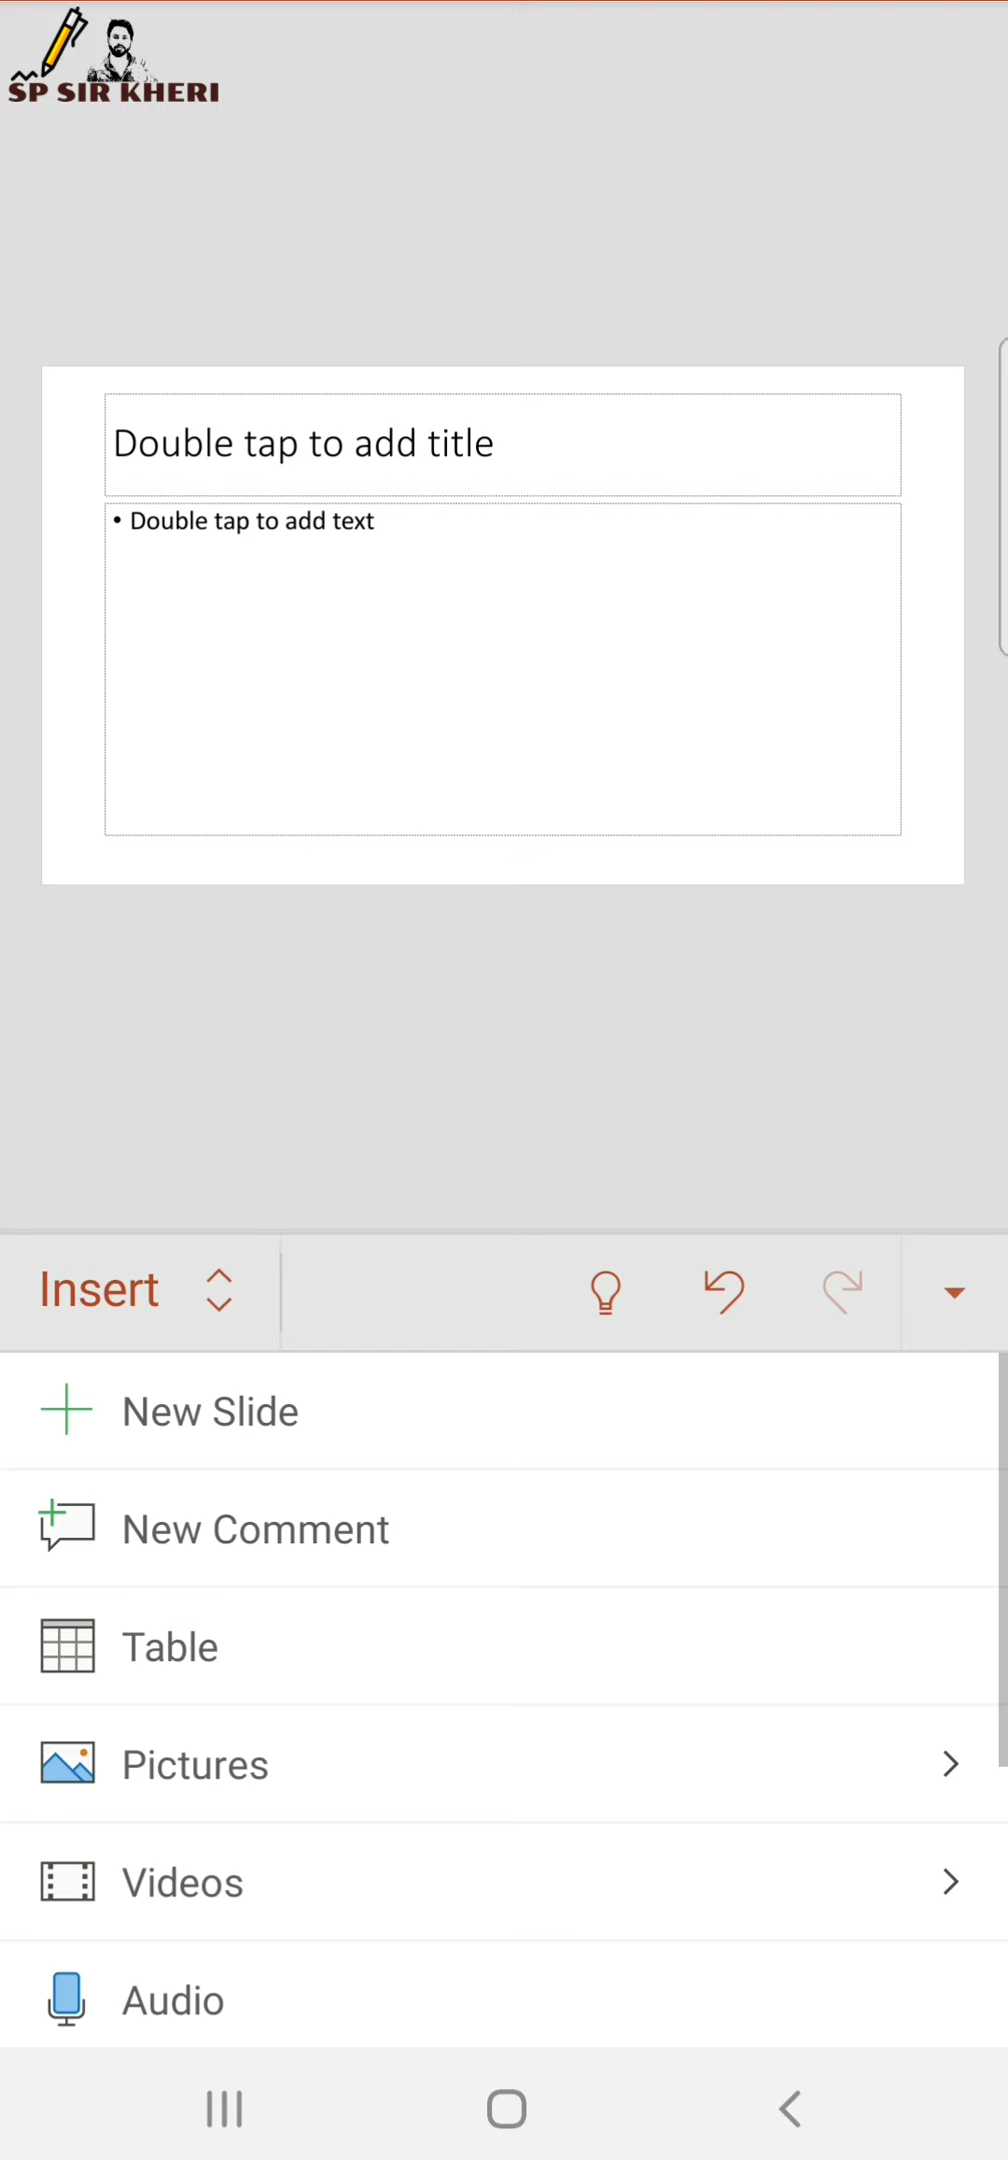 SP SIR KHERI
Double tap to add title
• Double tap to add text
Insert
New Slide
New Comment
Table
Pictures
Videos
Audio